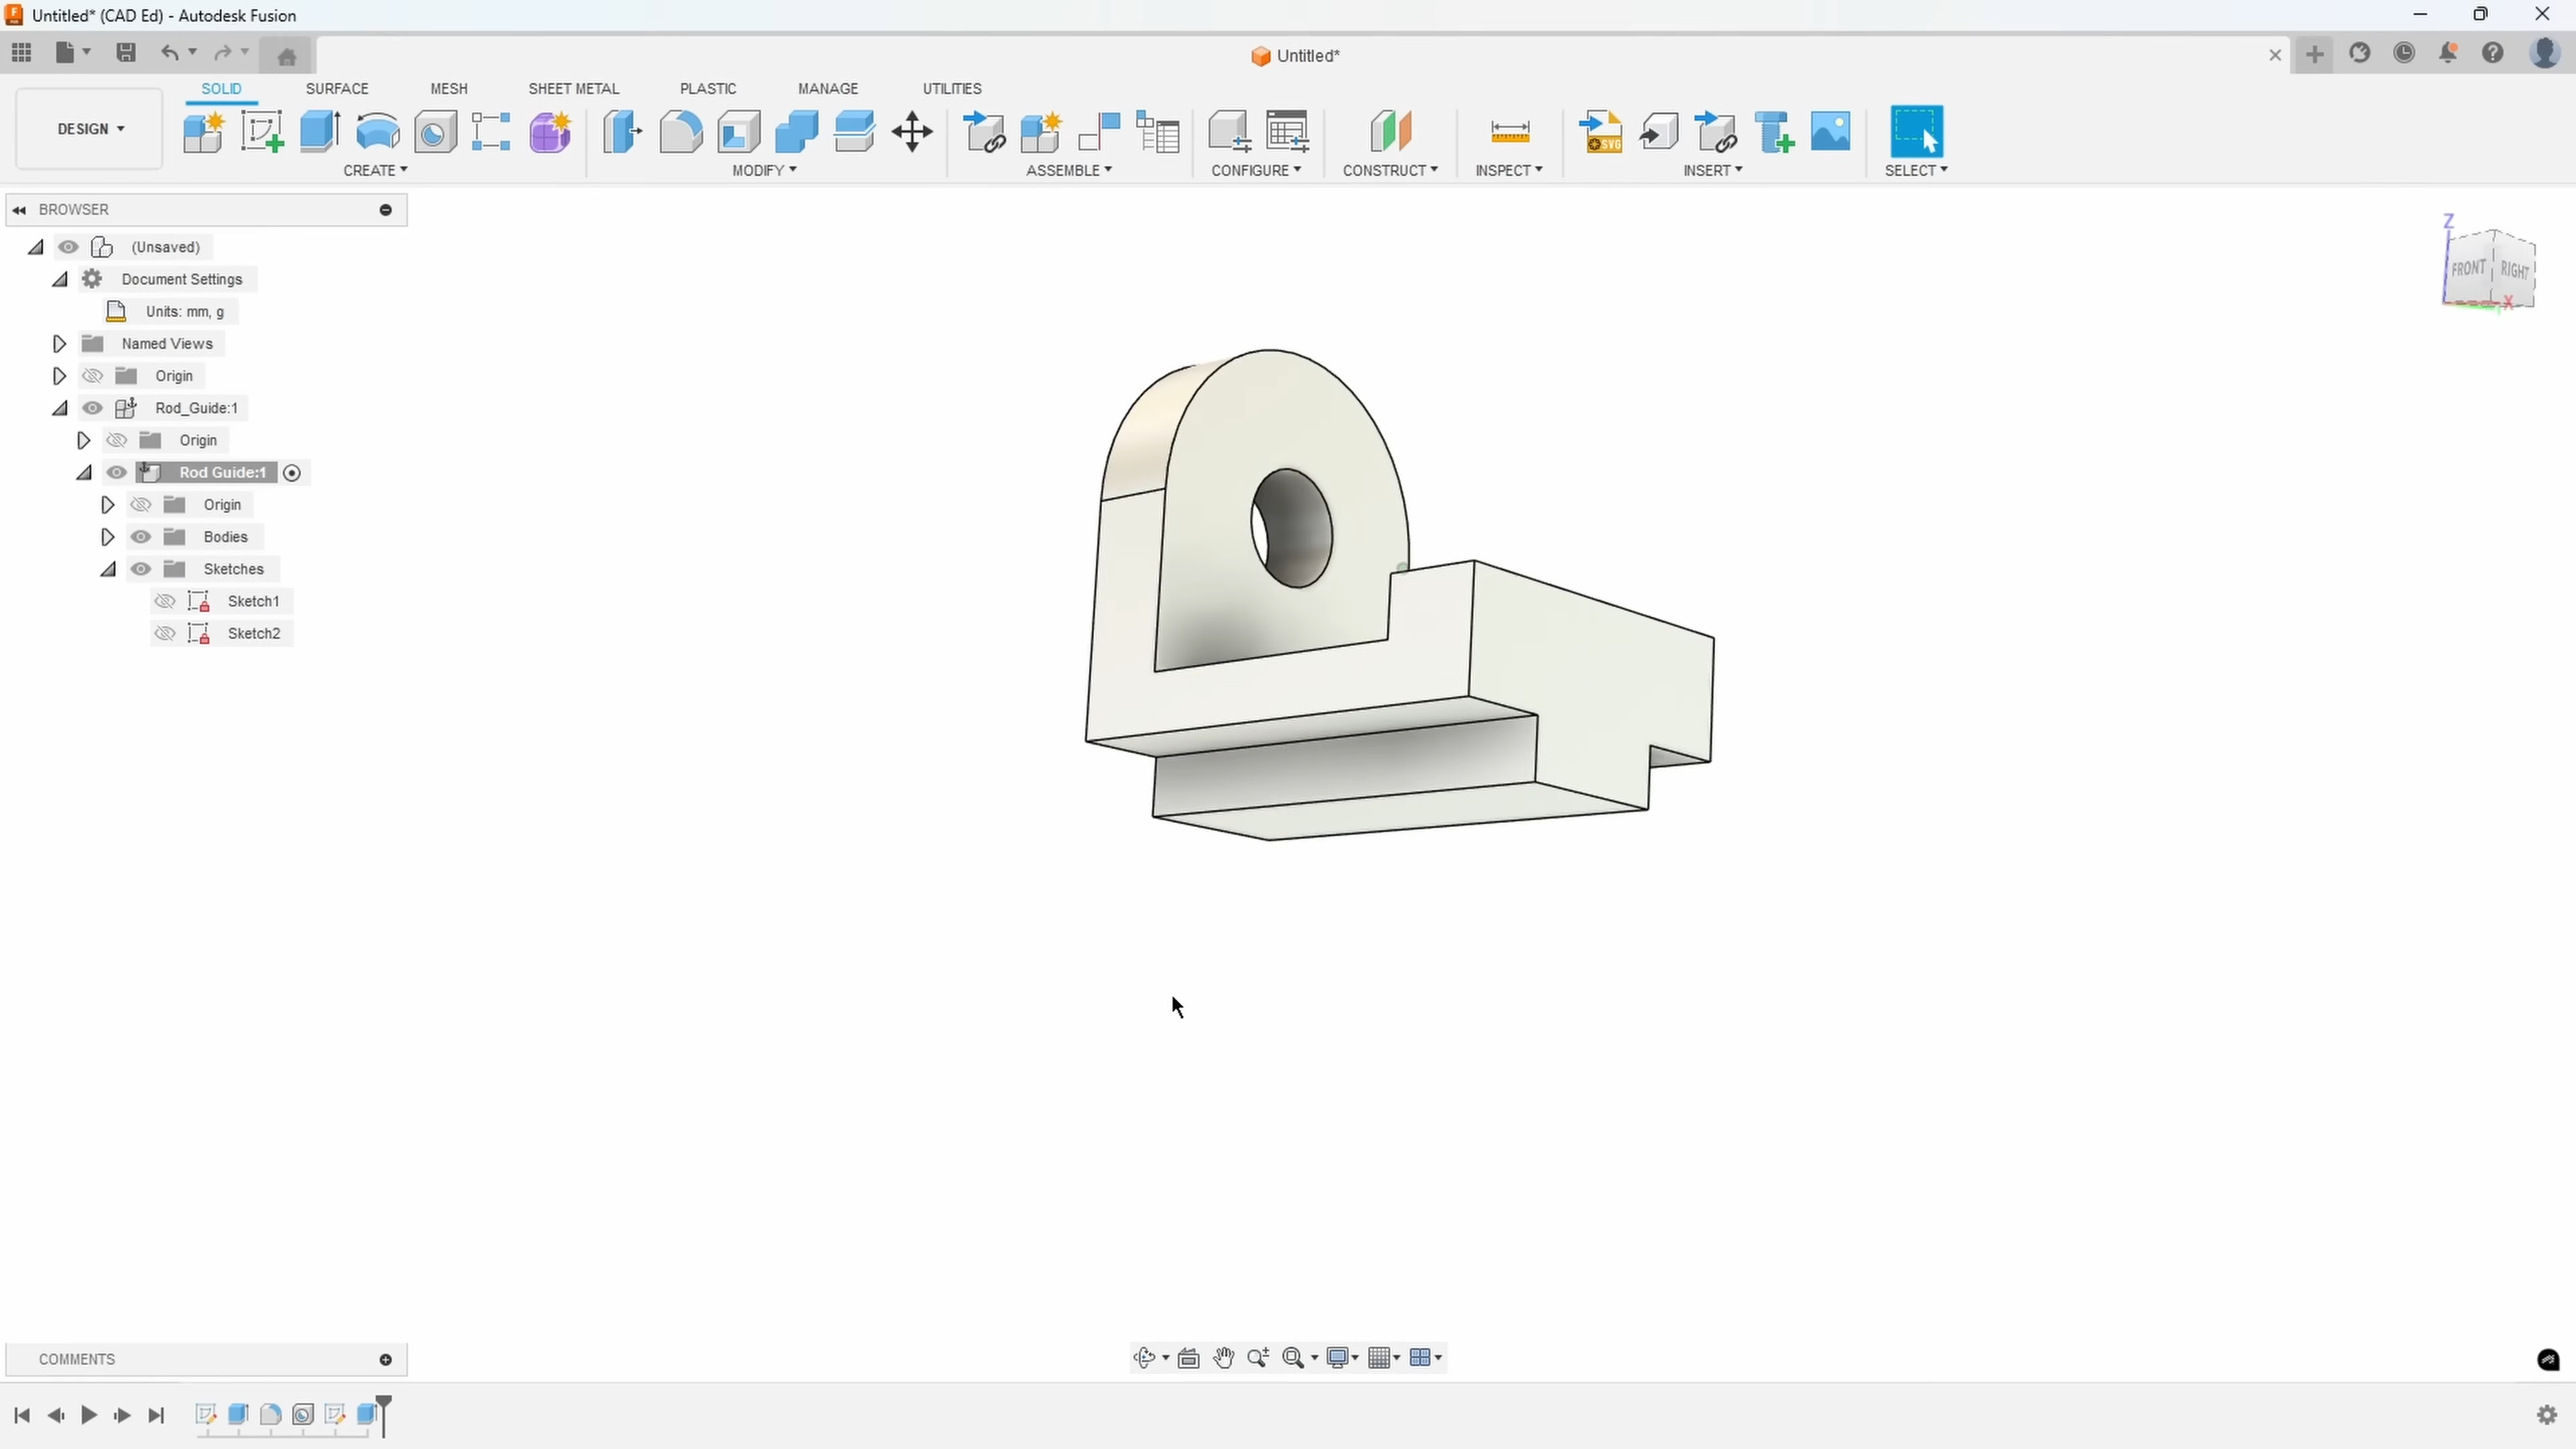 Untitled* (CAD Ed) - Autodesk Fusion
Untitled*
DESIGN
SOLID SURFACE MESH SHEET METAL PLASTIC MANAGE UTILITIES
SVG
CREATE MODIFY ASSEMBLE CONFIGURE CONSTRUCT INSPECT INSERT SELECT
BROWSER
(Unsaved)
Document Settings
Units: mm, g
Named Views
Origin
Rod_Guide:1
Origin
Rod Guide:1
Origin
Bodies
Sketches
Sketch1
Sketch2
Z
FRONT RIGHT
X
COMMENTS